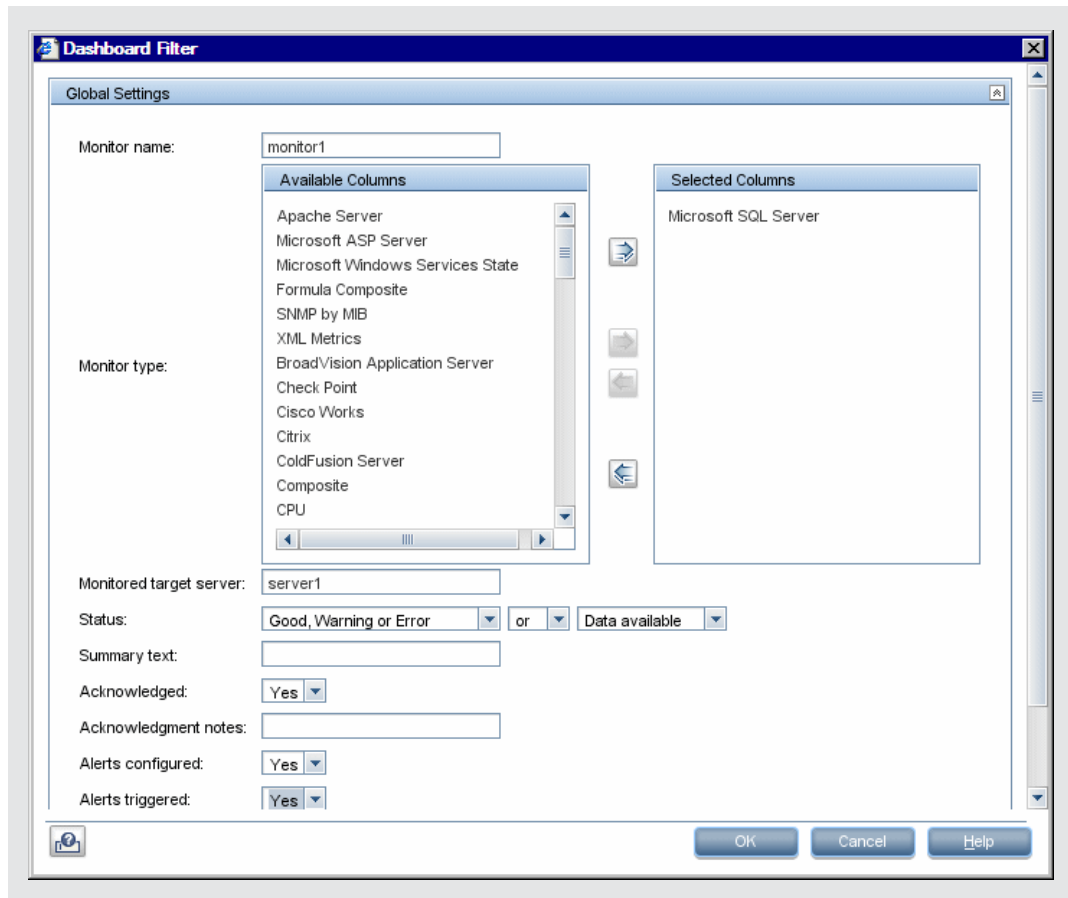 Dashboard Filter
Global Settings
Monitor name:
monitor1
Available Columns
Selected Columns
Monitor type:
Apache Server
Microsoft ASP Server
Microsoft Windows Services State
Formula Composite
SNMP by MIB
XML Metrics
BroadVision Application Server
Check Point
Cisco Works
Citrix
ColdFusion Server
Composite
CPU
Microsoft SQL Server
Monitored target server:
server1
Status:
Good, Warning or Error
or
Data available
Summary text:
Acknowledged:
Yes
Acknowledgment notes:
Alerts configured:
Yes
Alerts triggered:
Yes
OK
Cancel
Help